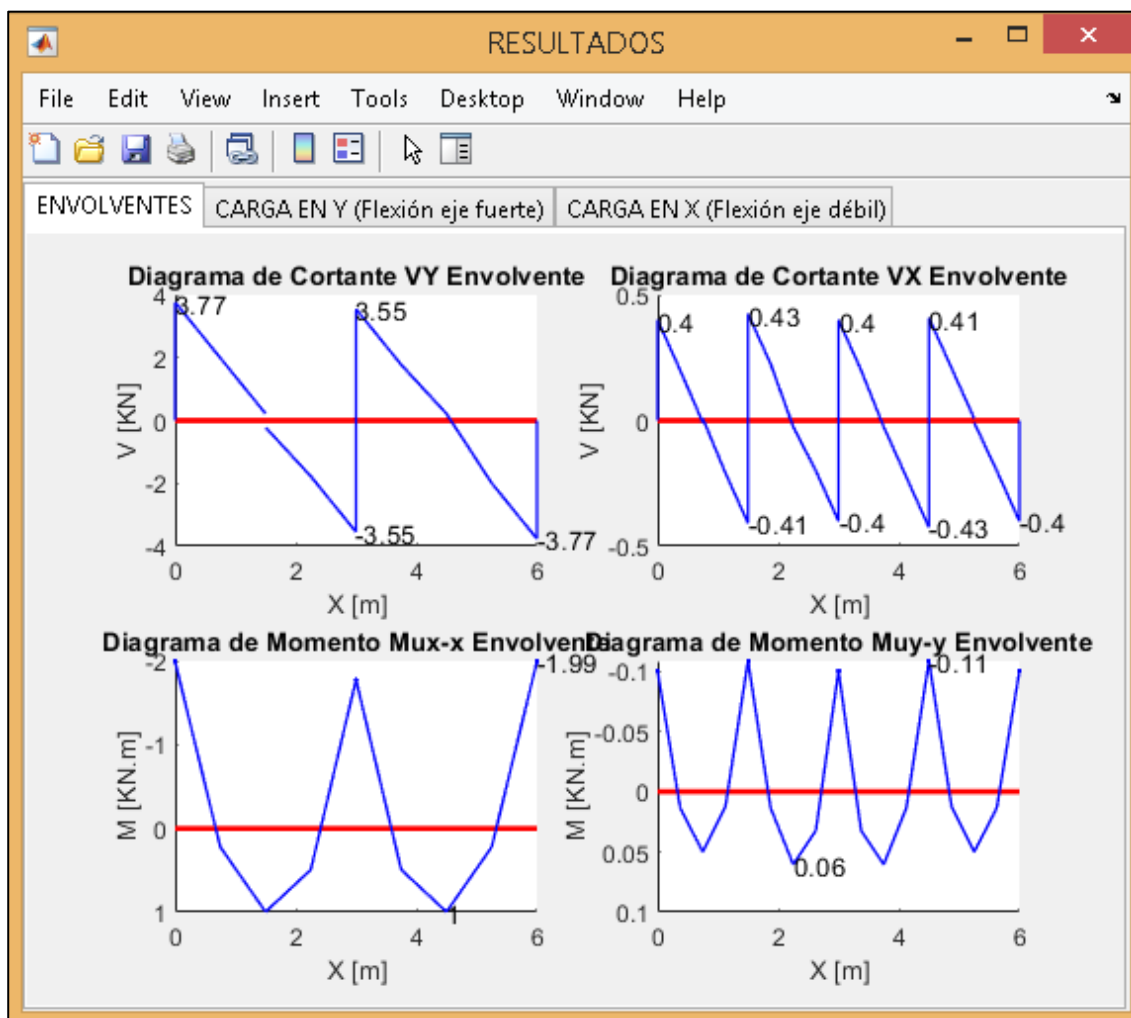 RESULTADOS
File Edit View Insert Tools Desktop Window Help
ENVOLVENTES CARGA EN Y (Flexión eje fuerte) CARGA EN X (Flexión eje débil)
Diagrama de Cortante VY Envolvente
4
2
0
-2
-4
V [KN]
3.77
3.55
-3.55
-3.77
0 2 4 6
X [m]
Diagrama de Cortante VX Envolvente
0.5
0
-0.5
V [KN]
0.4
0.43
0.4
0.41
-0.41
-0.4
-0.43
-0.4
0 2 4 6
X [m]
Diagrama de Momento Mux-x Envolvente
-2
-1
0
1
M [KN.m]
-1.99
1
0 2 4 6
X [m]
Diagrama de Momento Muy-y Envolvente
-0.1
-0.05
0
0.05
0.1
M [KN.m]
-0.11
0.06
0 2 4 6
X [m]